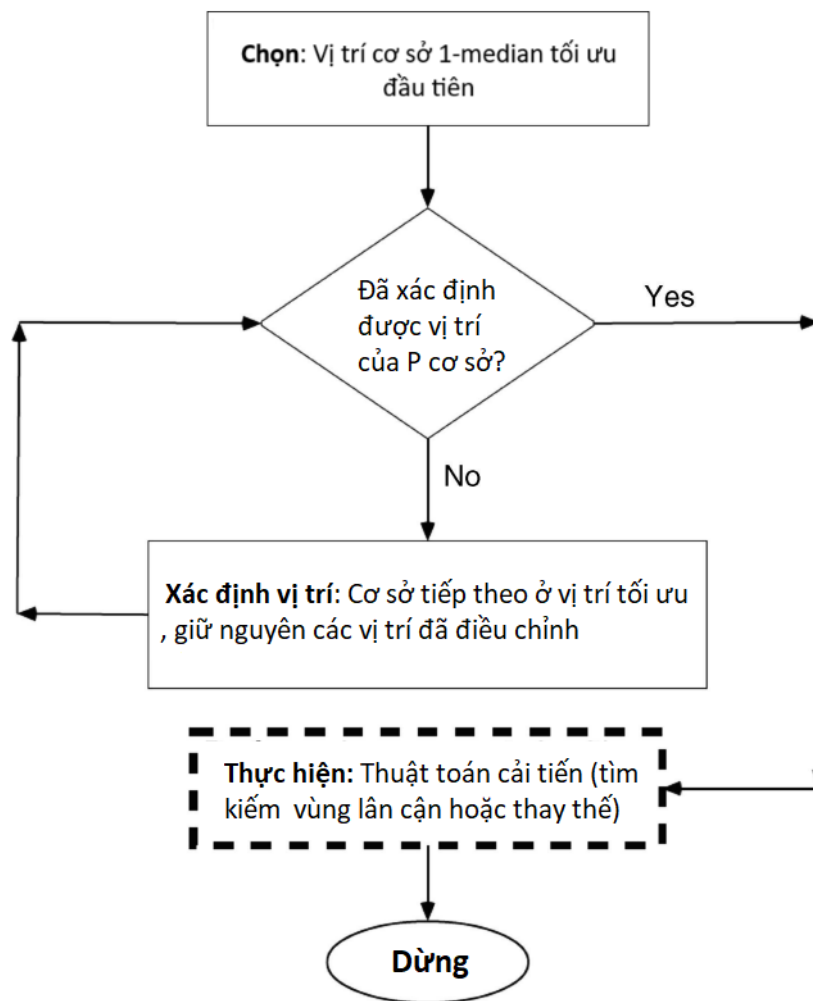 Chọn: Vị trí cơ sở 1-median tối ưu
đầu tiên
Đã xác định
được vị trí
của P cơ sở?
Yes
No
Xác định vị trí: Cơ sở tiếp theo ở vị trí tối ưu
, giữ nguyên các vị trí đã điều chỉnh
Thực hiện: Thuật toán cải tiến (tìm
kiếm vùng lân cận hoặc thay thế)
Dừng